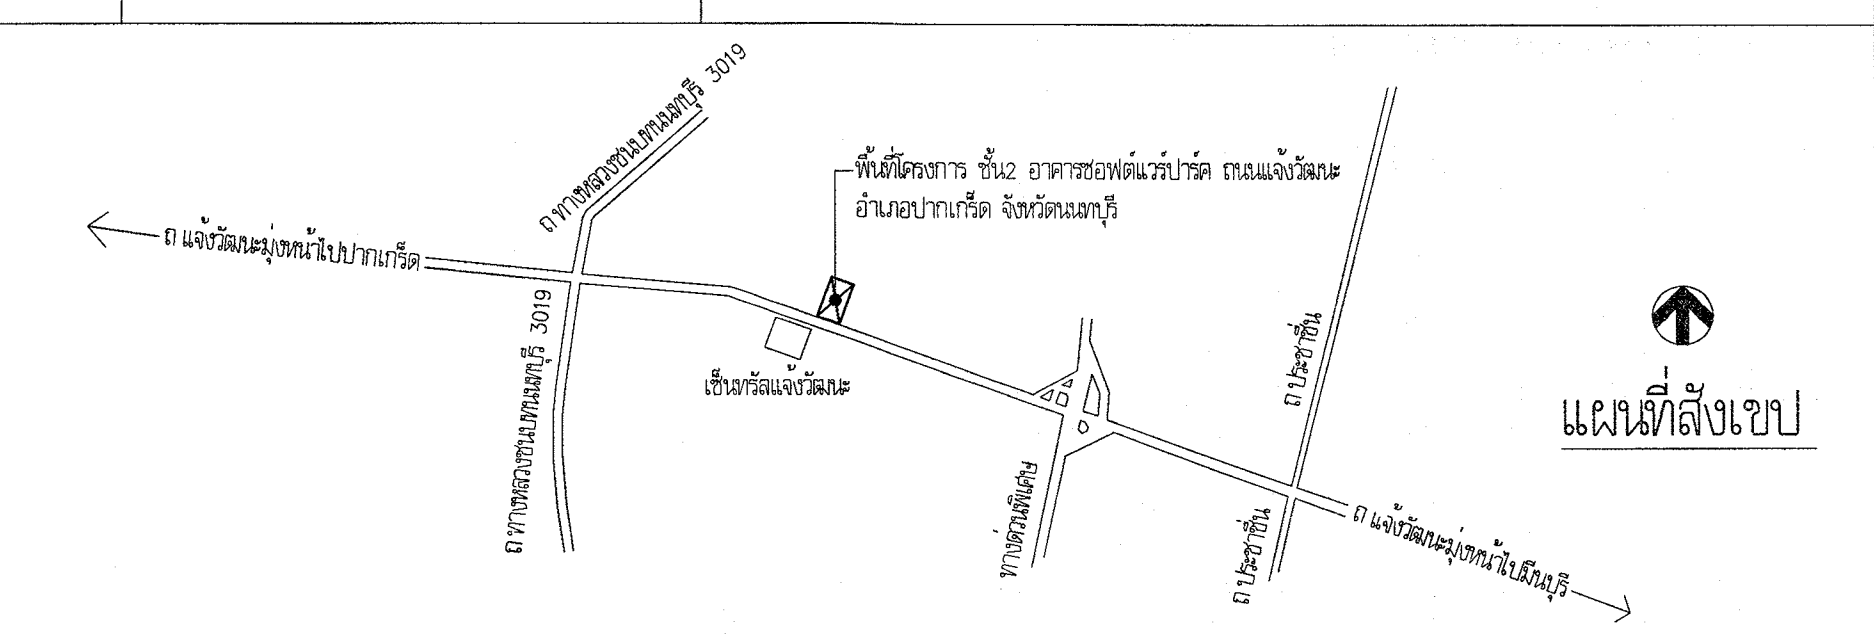 ถ ทางหลวงชนบทนนทบุรี 3019
พื้นที่โครงการ ชั้น2 อาคารซอฟต์แวร์ปาร์ค ถนนแจ้งวัฒนะ
อำเภอปากเกร็ด จังหวัดนนทบุรี
ถ แจ้งวัฒนะมุ่งหน้าไปปากเกร็ด
ถ ทางหลวงชนบทนนทบุรี 3019
เซ็นทรัลแจ้งวัฒนะ
ถ ประชาชื่น
แผนที่สังเขป
ทางด่วนพิเศษ
ถ ประชาชื่น
ถ แจ้งวัฒนะมุ่งหน้าไปมีนบุรี